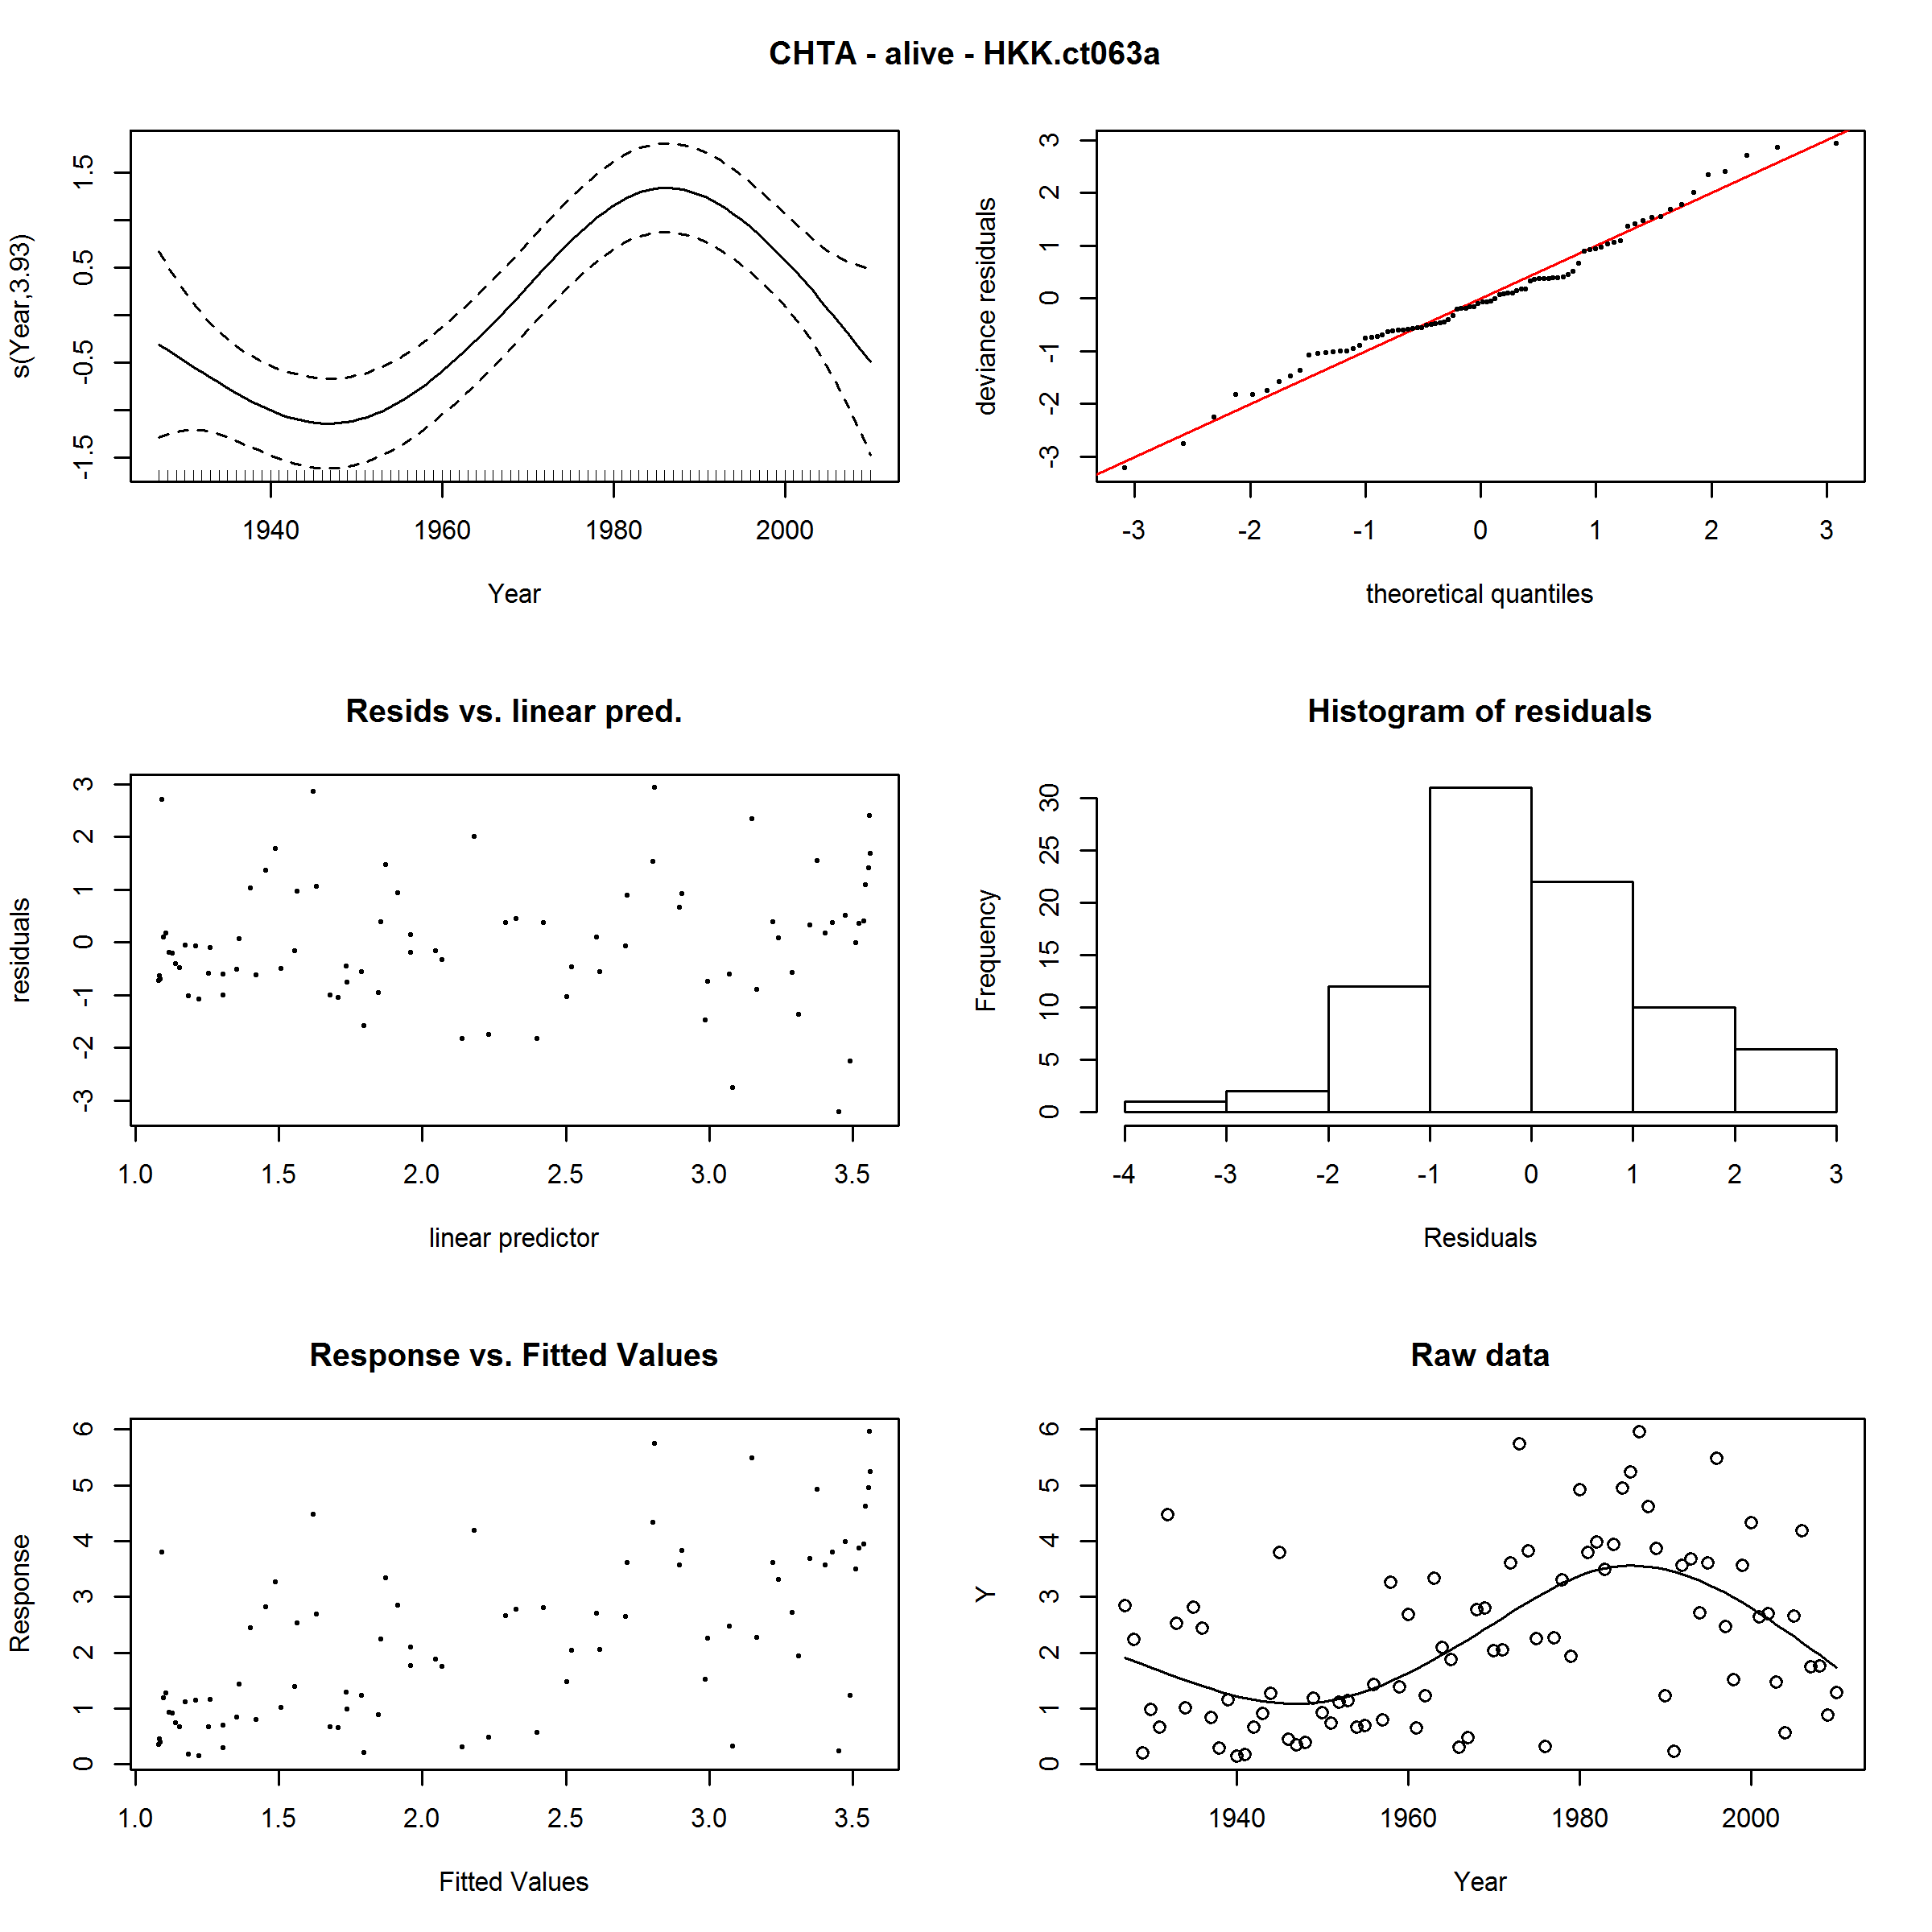 CHTA - alive - HKK.ct063a
s(Year,3.93)
-1.5 -0.5 0.5 1.5
1940 1960 1980 2000
Year
deviance residuals
-3 -2 -1 0 1 2 3
-3 -2 -1 0 1 2 3
theoretical quantiles
Resids vs. linear pred.
residuals
-3 -2 -1 0 1 2 3
1.0 1.5 2.0 2.5 3.0 3.5
linear predictor
Histogram of residuals
Frequency
0 5 10 15 20 25 30
-4 -3 -2 -1 0 1 2 3
Residuals
Response vs. Fitted Values
Response
0 1 2 3 4 5 6
1.0 1.5 2.0 2.5 3.0 3.5
Fitted Values
Raw data
Y
0 1 2 3 4 5 6
1940 1960 1980 2000
Year